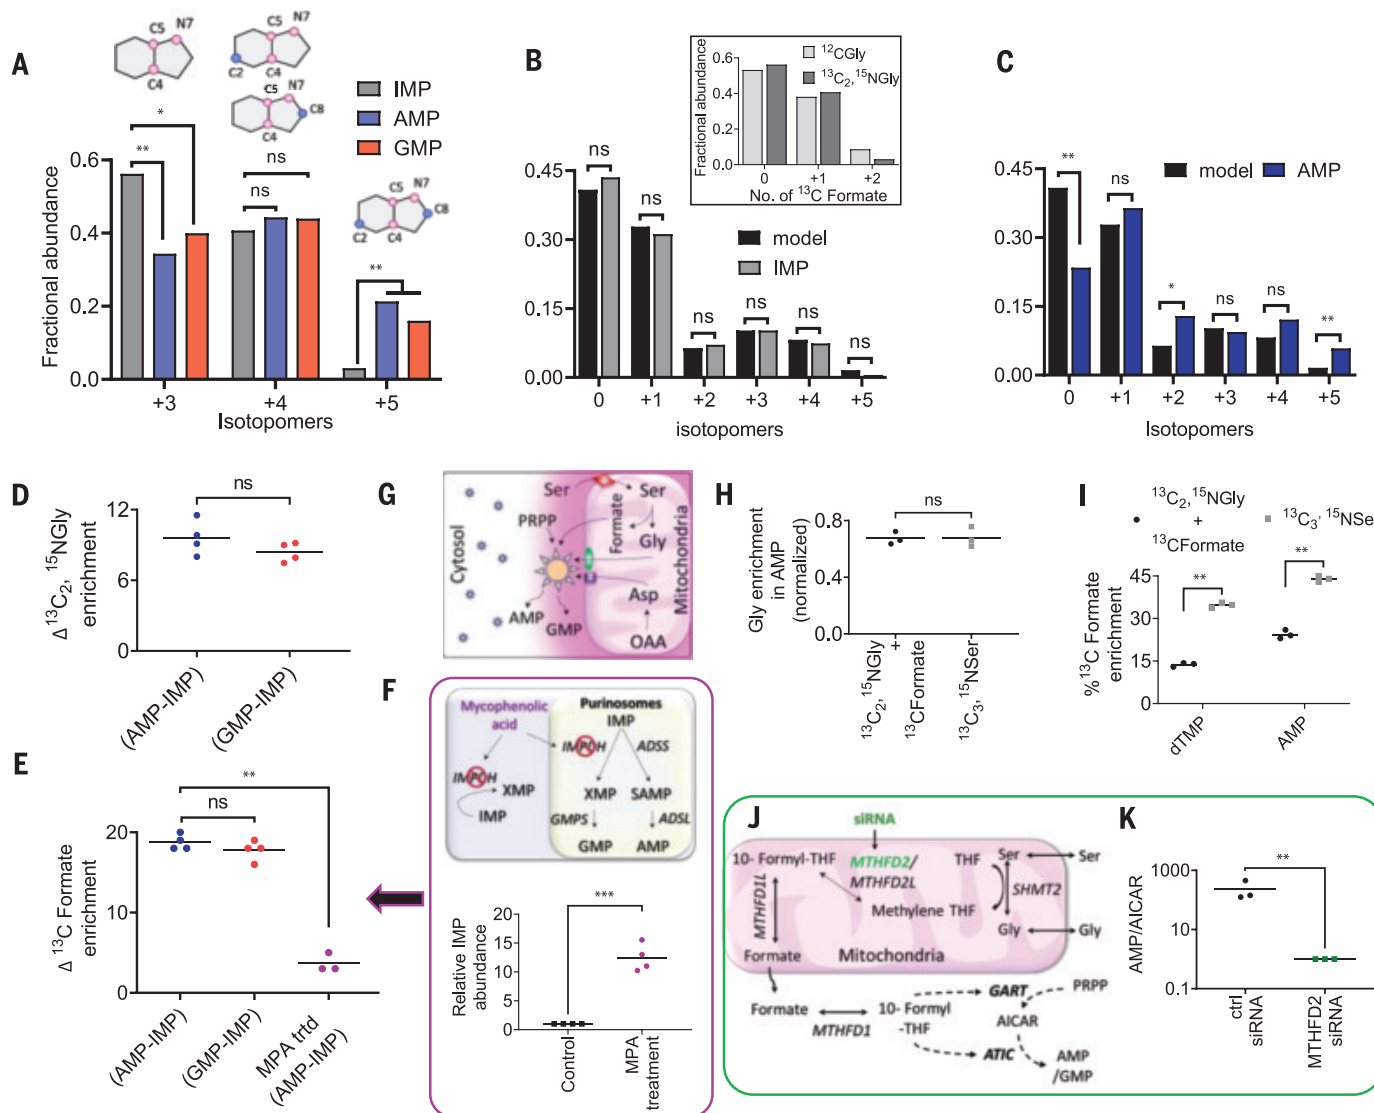 A
C5
N7
C4
C2
C4
C5
N7
C5
N7
C8
C4
IMP
AMP
GMP
*
**
ns
ns
**
C5
N7
C8
C2
C4
Fractional abundance
0.6
0.4
0.2
0.0
+3
+4
+5
Isotopomers
B
0.45
0.30
0.15
0.00
ns
ns
ns
ns
ns
ns
model
IMP
0
+1
+2
+3
+4
+5
isotopomers
Fractional abundance
0.6
0.3
0.0
12CGly
13C2,15NGly
0
+1
+2
No. of 13C Formate
C
0.45
0.30
0.15
0.00
**
ns
*
ns
ns
**
model
AMP
0
+1
+2
+3
+4
+5
Isotopomers
D
Δ 13C2, 15NGly
enrichment
12
6
0
ns
(AMP-IMP)
(GMP-IMP)
E
Δ 13C Formate
enrichment
20
10
0
**
ns
(AMP-IMP)
(GMP-IMP)
MPA trtd
(AMP-IMP)
G
Cytosol
Ser
Ser
PRPP
Formate
Gly
Mitochondria
Asp
AMP
GMP
OAA
F
Mycophenolic
acid
Purinosomes
IMP
IMPDH
ADSS
IMPDH
XMP
IMP
XMP
SAMP
GMPS
ADSL
GMP
AMP
Relative IMP
abundance
20
15
10
5
0
***
Control
MPA
treatment
H
Gly enrichment
in AMP
(normalized)
0.8
0.4
0.0
ns
13C2, 15NGly
+
13CFormate
13C3, 15NSer
I
13C2, 15NGly
+
13CFormate
13C3, 15NSe
% 13C Formate
enrichment
45
30
15
0
**
**
dTMP
AMP
J
siRNA
10- Formyl-THF
MTHFD2/
MTHFD2L
THF
Ser
Ser
SHMT2
MTHFD1L
Methylene THF
Gly
Gly
Formate
Mitochondria
Formate
MTHFD1
10- Formyl
-THF
GART
PRPP
AICAR
ATIC
AMP
/GMP
K
AMP/AICAR
1000
10
0.1
**
ctrl
siRNA
MTHFD2
siRNA